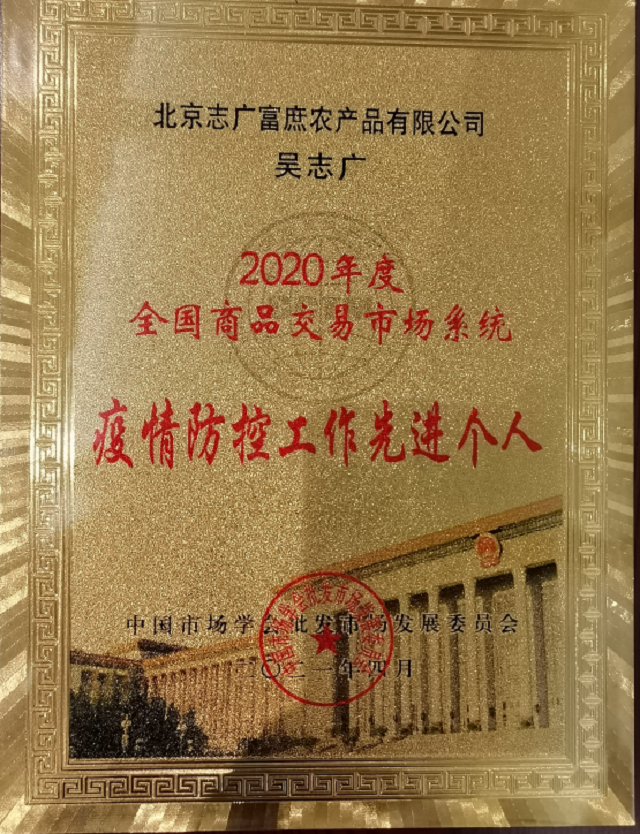 北京志广富庶农产品有限公司
吴志广
2020年度
全国商品交易市场系统
疫情防控工作先进个人
中国市场学会批发市场发展委员会
二〇二一年四月